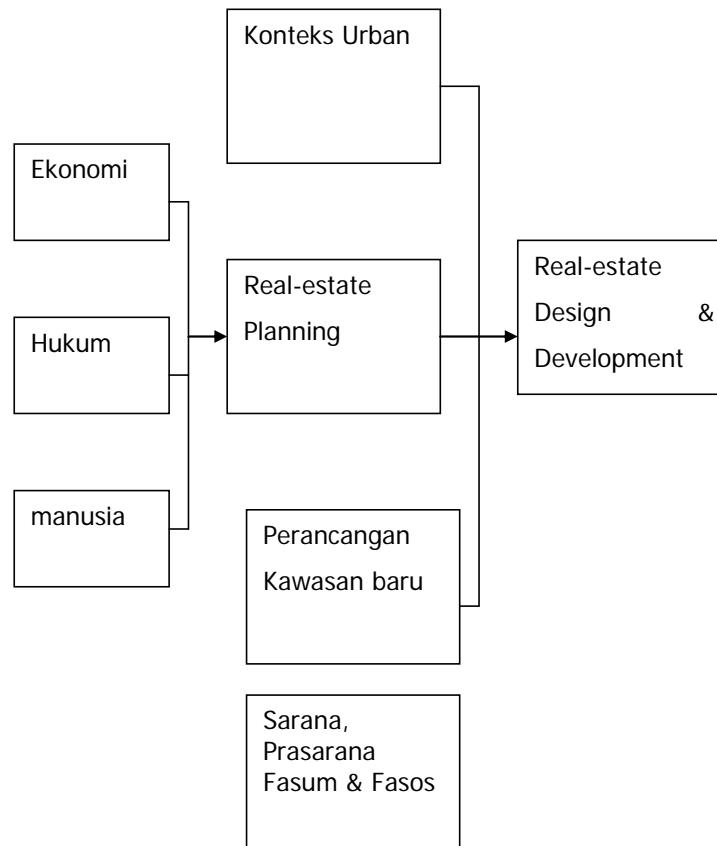 Konteks Urban
Ekonomi
Real-estate
Planning
Real-estate
Design &
Development
Hukum
manusia
Perancangan
Kawasan baru
Sarana,
Prasarana
Fasum & Fasos